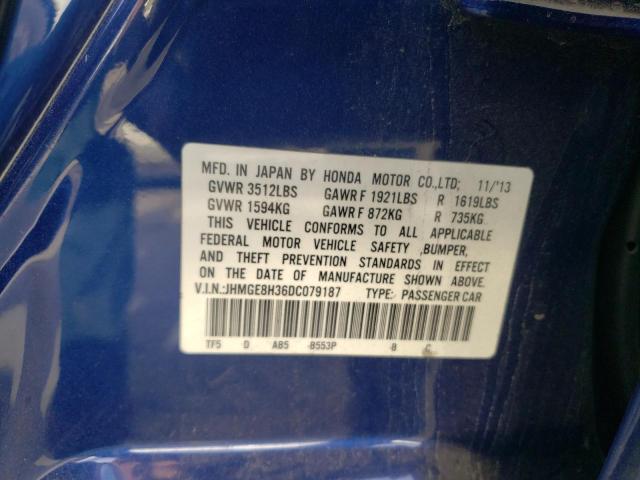 MFD. IN JAPAN BY HONDA MOTOR CO.,LTD; 11/'13
GVWR 3512LBS GAWR F 1921LBS R 1619LBS
GVWR 1594KG GAWR F 872KG R 735KG
THIS VEHICLE CONFORMS TO ALL APPLICABLE
FEDERAL MOTOR VEHICLE SAFETY ,BUMPER,
AND THEFT PREVENTION STANDARDS IN EFFECT
ON THE DATE OF MANUFACTURE SHOWN ABOVE.
V.I.N.:JHMGE8H36DC079187 TYPE: PASSENGER CAR
TF5 D AB5 -B553P -B C